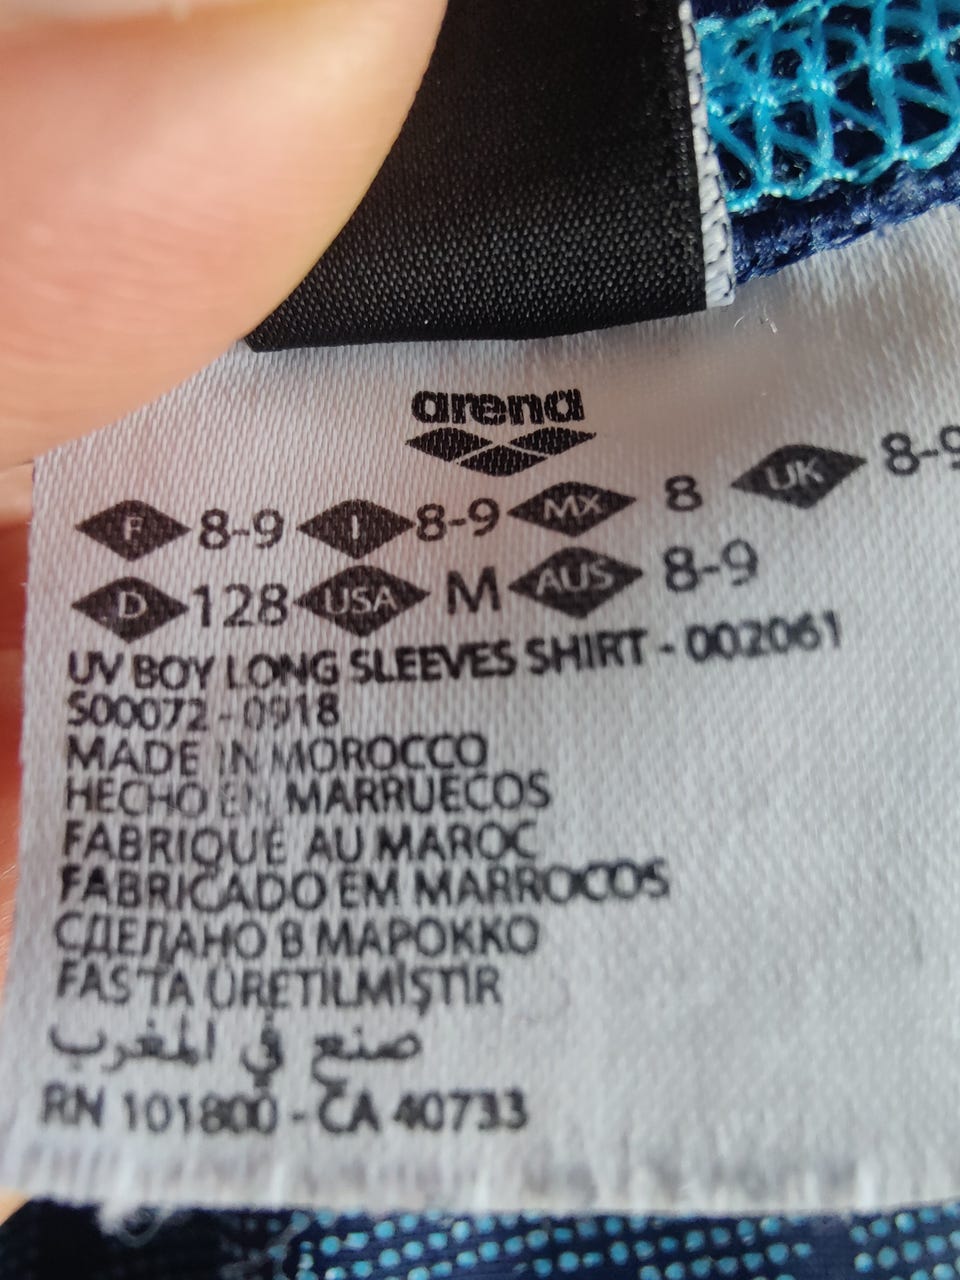 arena
F 8-9 I 8-9 MX 8 UK 8-9
D 128 USA M AUS 8-9
UV BOY LONG SLEEVES SHIRT - 002061
S00072 - 0918
MADE IN MOROCCO
HECHO EN MARRUECOS
FABRIQUÉ AU MAROC
FABRICADO EM MARROCOS
СДЕЛАНО В МАРОККО
FAS'TA ÜRETILMİŞTIR
صنع في المغرب
RN 101800 - CA 40733